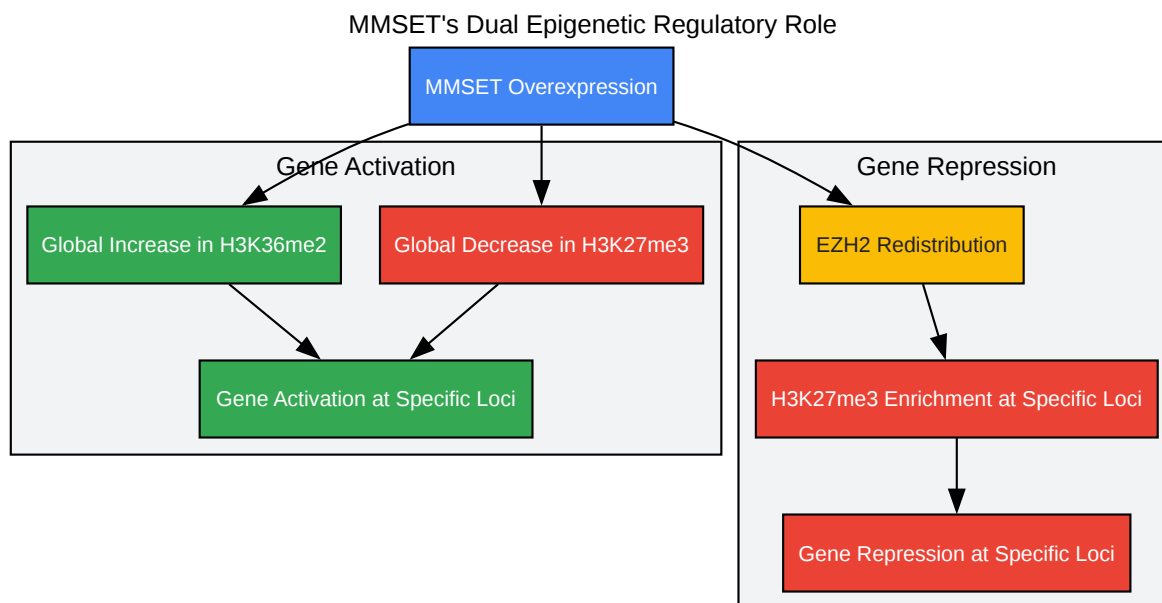 MMSET's Dual Epigenetic Regulatory Role
MMSET Overexpression
Gene Activation
Gene Repression
Global Increase in H3K36me2
Global Decrease in H3K27me3
EZH2 Redistribution
Gene Activation at Specific Loci
H3K27me3 Enrichment at Specific Loci
Gene Repression at Specific Loci